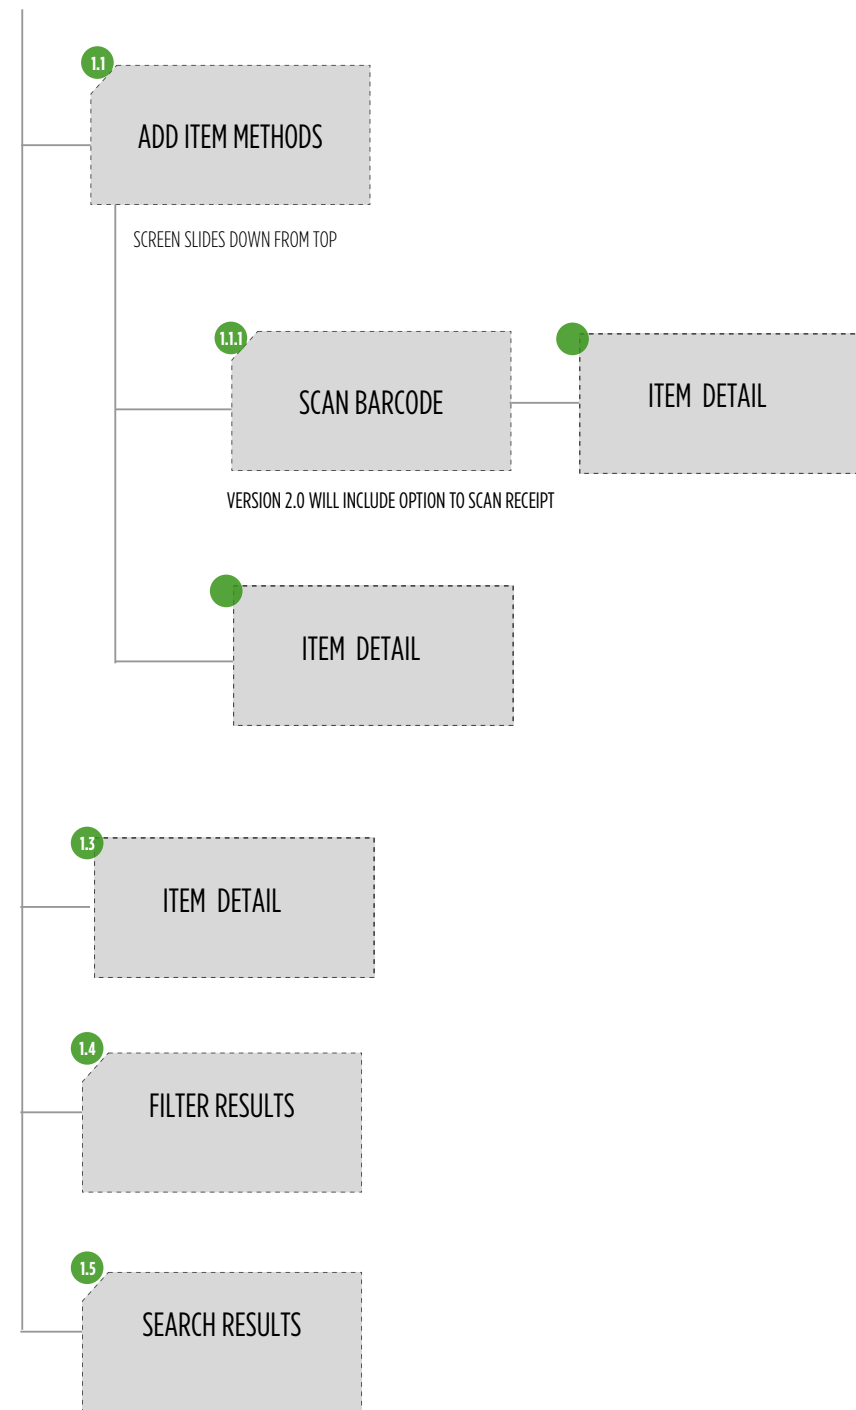 1.1
ADD ITEM METHODS
SCREEN SLIDES DOWN FROM TOP
1.1.1
SCAN BARCODE
ITEM DETAIL
VERSION 2.0 WILL INCLUDE OPTION TO SCAN RECEIPT
ITEM DETAIL
1.3
ITEM DETAIL
1.4
FILTER RESULTS
1.5
SEARCH RESULTS